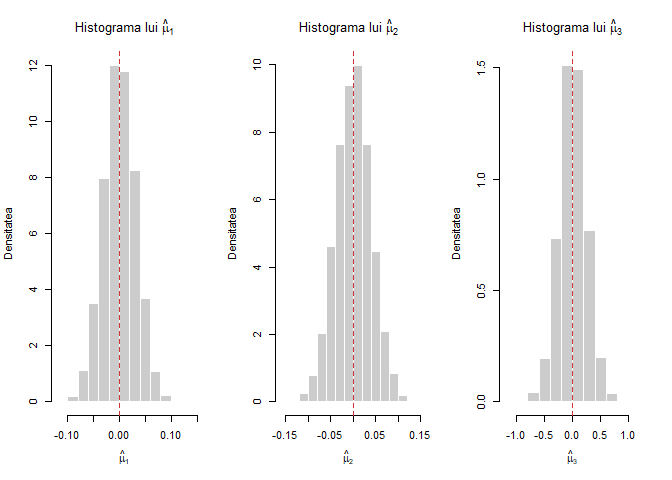 Histograma lui μ̂₁
Densitatea
12
10
8
6
4
2
0
-0.10 0.00 0.10
μ̂₁
Histograma lui μ̂₂
Densitatea
10
8
6
4
2
0
-0.15 -0.05 0.05 0.15
μ̂₂
Histograma lui μ̂₃
Densitatea
1.5
1.0
0.5
0.0
-1.0 -0.5 0.0 0.5 1.0
μ̂₃